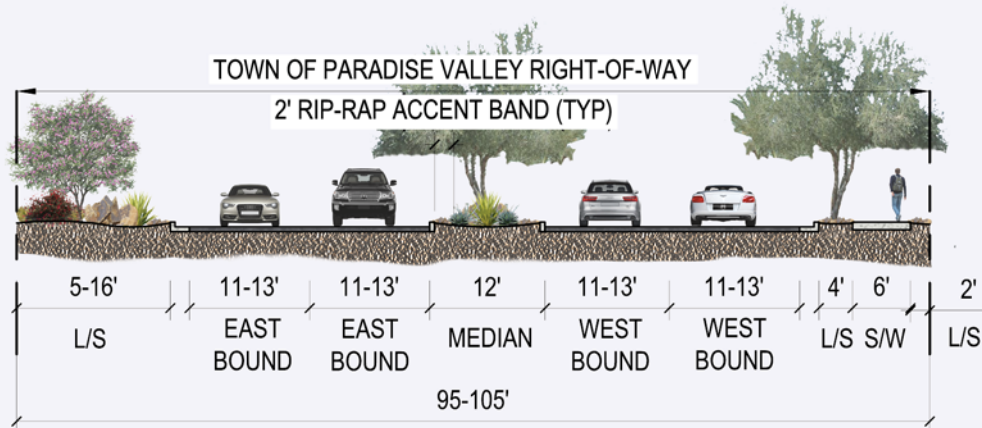 TOWN OF PARADISE VALLEY RIGHT-OF-WAY
2' RIP-RAP ACCENT BAND (TYP)
5-16' 11-13' 11-13' 12' 11-13' 11-13' 4' 6' 2'
L/S EAST BOUND EAST BOUND MEDIAN WEST BOUND WEST BOUND L/S S/W L/S
95-105'